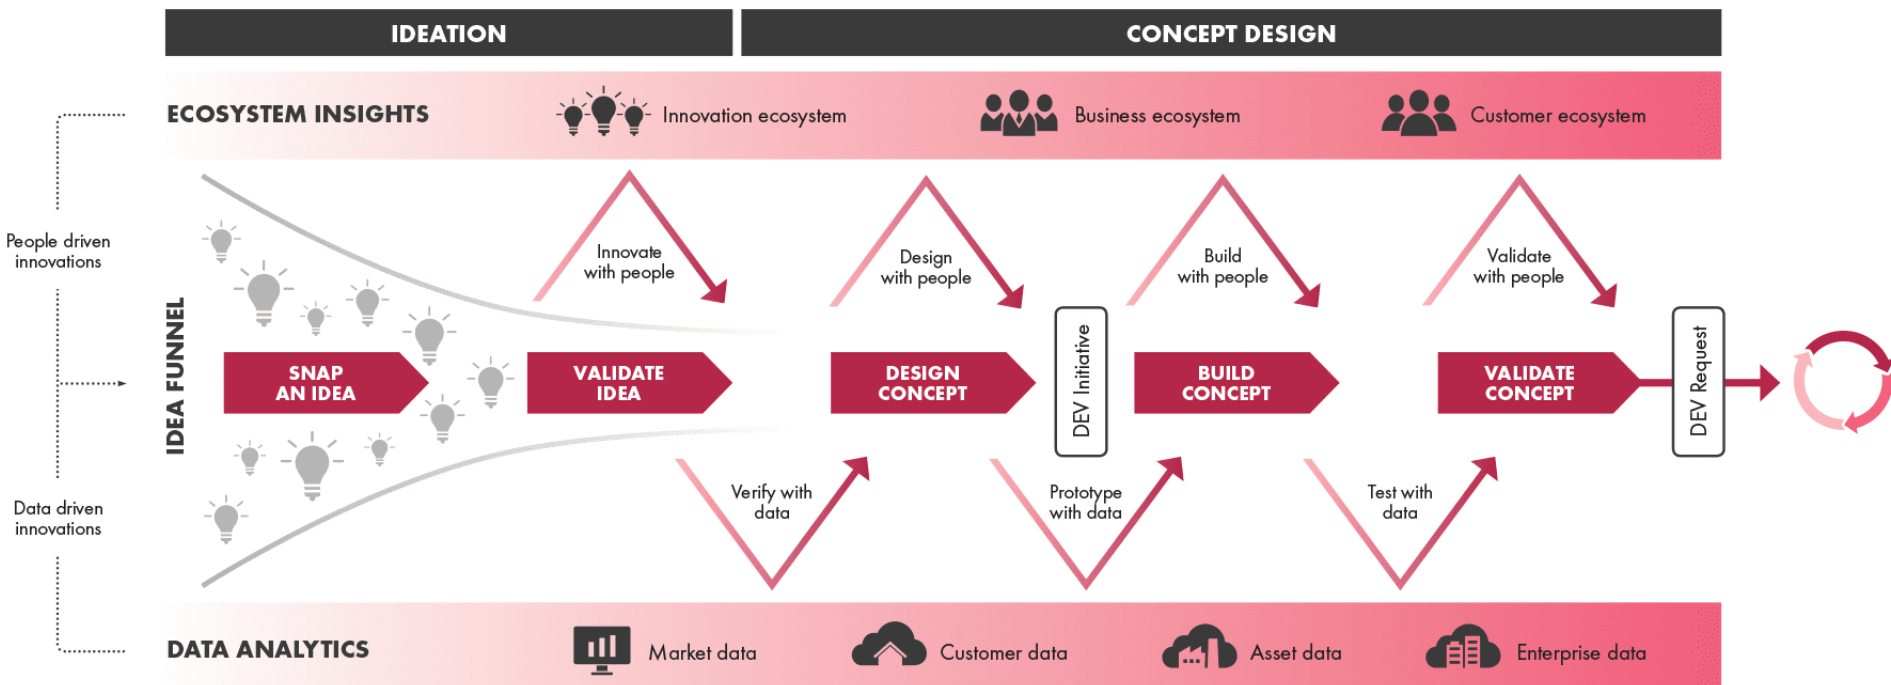 IDEATION
CONCEPT DESIGN
ECOSYSTEM INSIGHTS
Innovation ecosystem
Business ecosystem
Customer ecosystem
People driven
innovations
Data driven
innovations
IDEA FUNNEL
Innovate
with people
Design
with people
Build
with people
Validate
with people
SNAP
AN IDEA
VALIDATE
IDEA
DESIGN
CONCEPT
DEV Initiative
BUILD
CONCEPT
VALIDATE
CONCEPT
DEV Request
Verify with
data
Prototype
with data
Test with
data
DATA ANALYTICS
Market data
Customer data
Asset data
Enterprise data